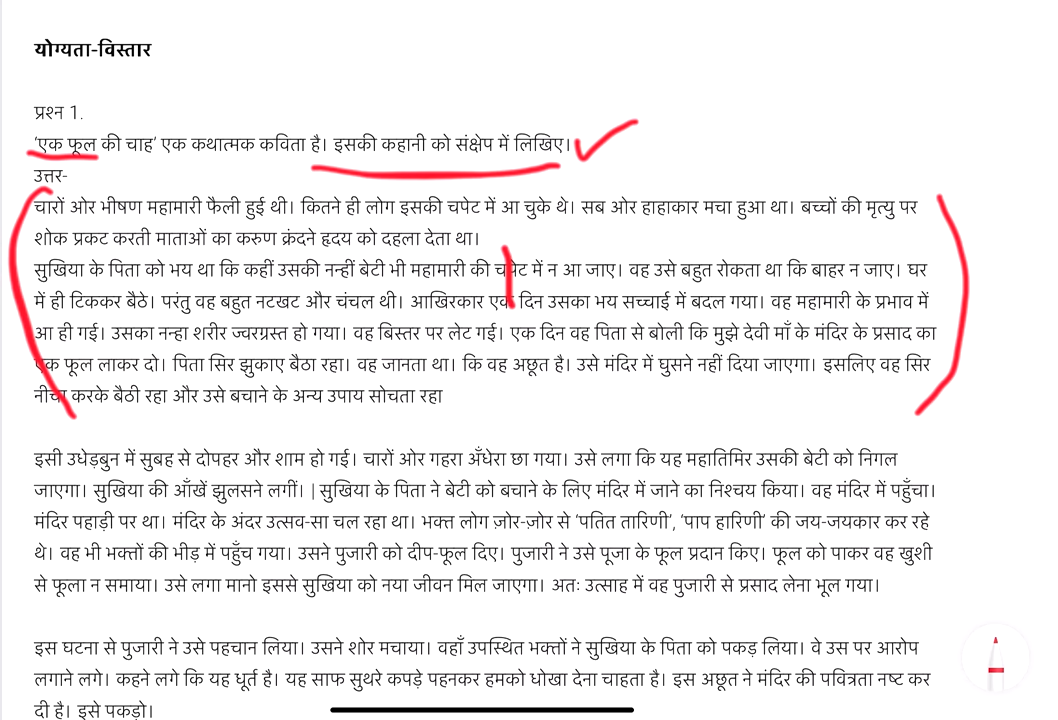 योग्यता-विस्तार
प्रश्न 1.
‘एक फूल की चाह’ एक कथात्मक कविता है। इसकी कहानी को संक्षेप में लिखिए।
उत्तर-
चारों ओर भीषण महामारी फैली हुई थी। कितने ही लोग इसकी चपेट में आ चुके थे। सब ओर हाहाकार मचा हुआ था। बच्चों की मृत्यु पर
शोक प्रकट करती माताओं का करुण क्रंदने हृदय को दहला देता था।
सुखिया के पिता को भय था कि कहीं उसकी नन्हीं बेटी भी महामारी की चपेट में न आ जाए। वह उसे बहुत रोकता था कि बाहर न जाए। घर
में ही टिककर बैठे। परंतु वह बहुत नटखट और चंचल थी। आखिरकार एक दिन उसका भय सच्चाई में बदल गया। वह महामारी के प्रभाव में
आ ही गई। उसका नन्हा शरीर ज्वरग्रस्त हो गया। वह बिस्तर पर लेट गई। एक दिन वह पिता से बोली कि मुझे देवी माँ के मंदिर के प्रसाद का
एक फूल लाकर दो। पिता सिर झुकाए बैठा रहा। वह जानता था। कि वह अछूत है। उसे मंदिर में घुसने नहीं दिया जाएगा। इसलिए वह सिर
नीचा करके बैठी रहा और उसे बचाने के अन्य उपाय सोचता रहा
इसी उधेड़बुन में सुबह से दोपहर और शाम हो गई। चारों ओर गहरा अँधेरा छा गया। उसे लगा कि यह महातिमिर उसकी बेटी को निगल
जाएगा। सुखिया की आँखें झुलसने लगीं। | सुखिया के पिता ने बेटी को बचाने के लिए मंदिर में जाने का निश्चय किया। वह मंदिर में पहुँचा।
मंदिर पहाड़ी पर था। मंदिर के अंदर उत्सव-सा चल रहा था। भक्त लोग ज़ोर-ज़ोर से ‘पतित तारिणी’, ‘पाप हारिणी’ की जय-जयकार कर रहे
थे। वह भी भक्तों की भीड़ में पहुँच गया। उसने पुजारी को दीप-फूल दिए। पुजारी ने उसे पूजा के फूल प्रदान किए। फूल को पाकर वह खुशी
से फूला न समाया। उसे लगा मानो इससे सुखिया को नया जीवन मिल जाएगा। अतः उत्साह में वह पुजारी से प्रसाद लेना भूल गया।
इस घटना से पुजारी ने उसे पहचान लिया। उसने शोर मचाया। वहाँ उपस्थित भक्तों ने सुखिया के पिता को पकड़ लिया। वे उस पर आरोप
लगाने लगे। कहने लगे कि यह धूर्त है। यह साफ सुथरे कपड़े पहनकर हमको धोखा देना चाहता है। इस अछूत ने मंदिर की पवित्रता नष्ट कर
दी है। इसे पकड़ो।